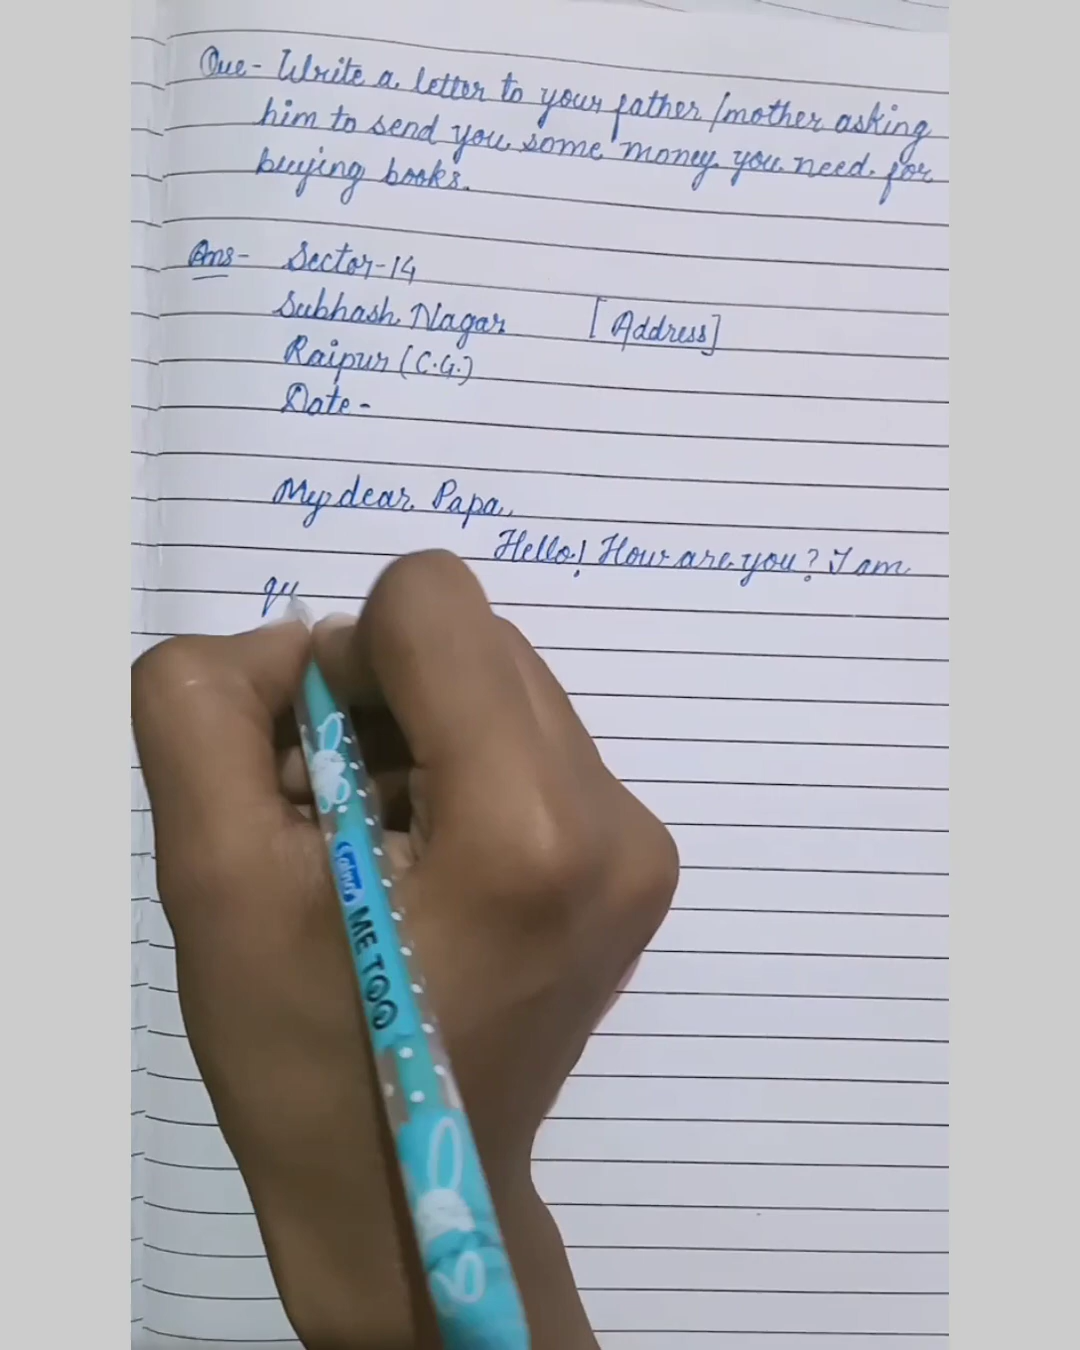 Que - Write a letter to your father/mother asking
him to send you some money you need for
buying books.
Ans - Sector-14
Subhash Nagar [Address]
Raipur (C.G.)
Date -
My dear Papa,
Hello! How are you? I am
qu
ME TOO